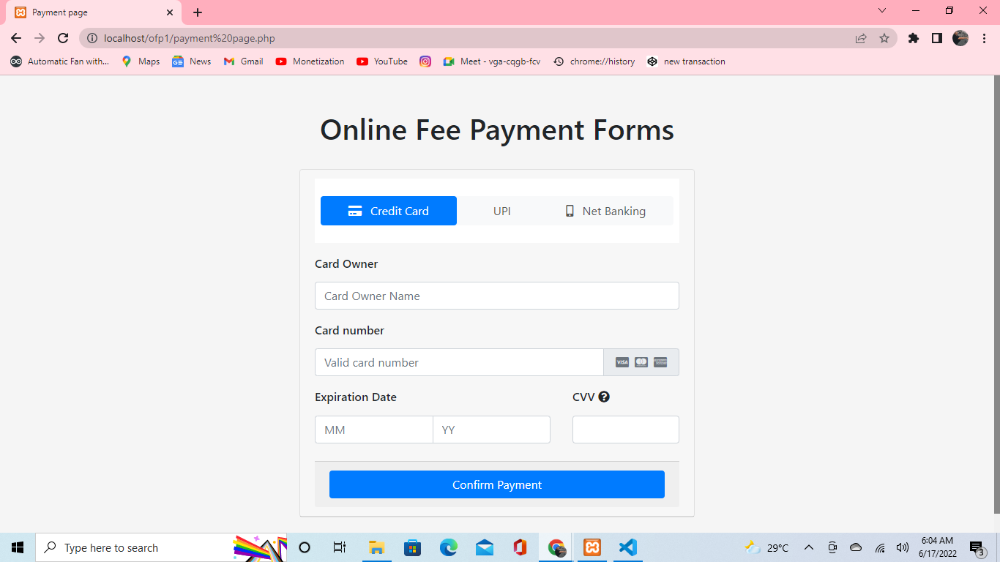 Payment page
localhost/ofp1/payment%20page.php
Automatic Fan with... Maps News Gmail Monetization YouTube Meet - vga-cqgb-fcv chrome://history new transaction
Online Fee Payment Forms
Credit Card UPI Net Banking
Card Owner
Card Owner Name
Card number
Valid card number VISA
Expiration Date CVV
MM YY
Confirm Payment
Type here to search 29°C 6:04 AM
6/17/2022 3